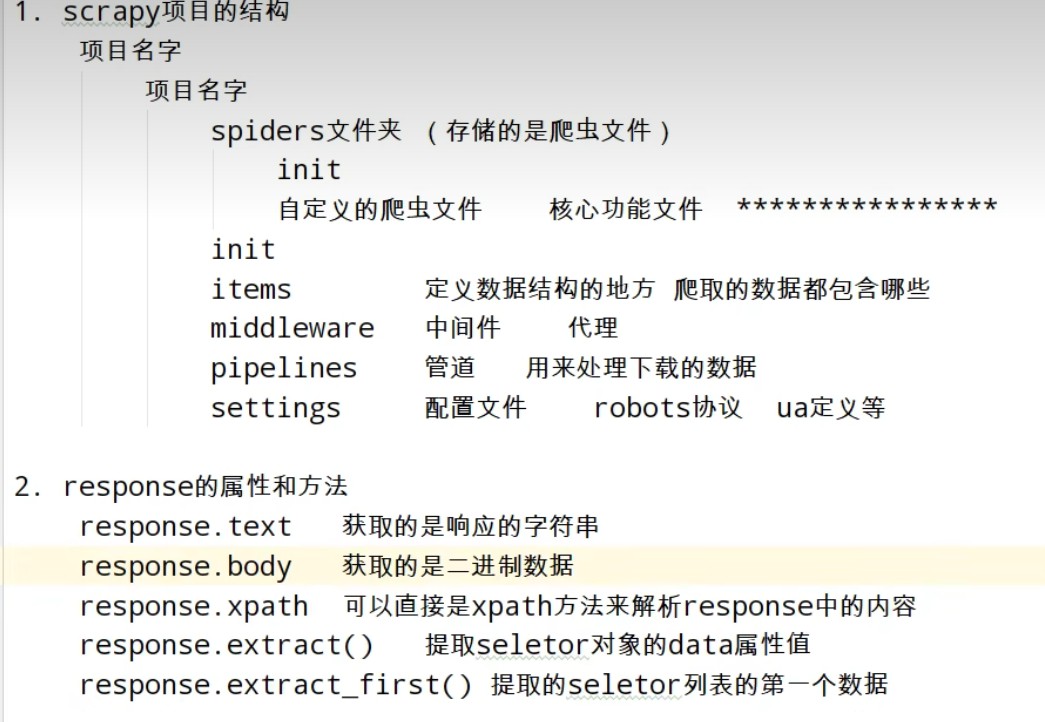 1. scrapy项目的结构
项目名字
项目名字
spiders文件夹 (存储的是爬虫文件)
init
自定义的爬虫文件 核心功能文件 ****************
init
items 定义数据结构的地方 爬取的数据都包含哪些
middleware 中间件 代理
pipelines 管道 用来处理下载的数据
settings 配置文件 robots协议 ua定义等
2. response的属性和方法
response.text 获取的是响应的字符串
response.body 获取的是二进制数据
response.xpath 可以直接是xpath方法来解析response中的内容
response.extract() 提取seletor对象的data属性值
response.extract_first() 提取的seletor列表的第一个数据